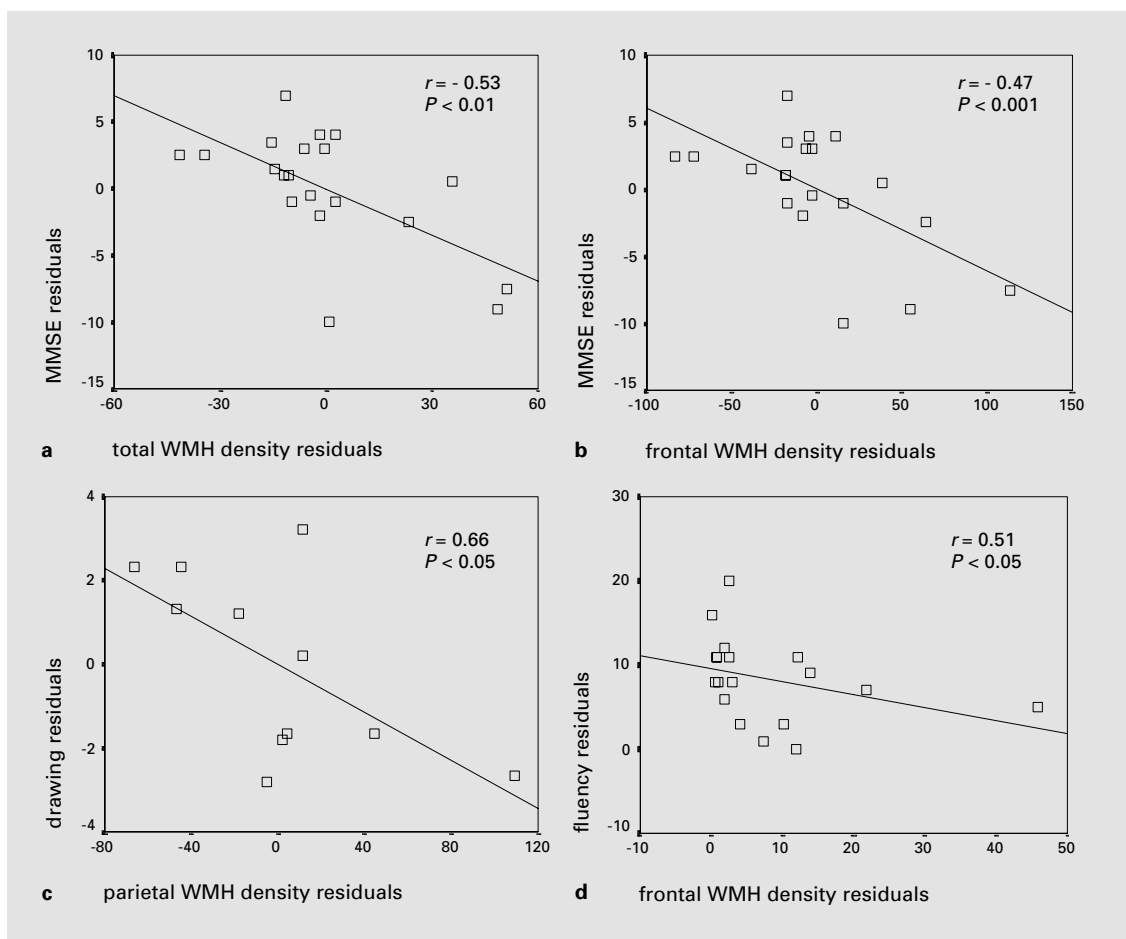 10
5
0
-5
-10
-15
MMSE residuals
r = - 0.53
P < 0.01
-60 -30 0 30 60
a total WMH density residuals
10
5
0
-5
-10
-15
MMSE residuals
r = - 0.47
P < 0.001
-100 -50 0 50 100 150
b frontal WMH density residuals
4
2
0
-2
-4
drawing residuals
r = 0.66
P < 0.05
-80 -40 0 40 80 120
c parietal WMH density residuals
30
20
10
0
-10
fluency residuals
r = 0.51
P < 0.05
-10 0 10 20 30 40 50
d frontal WMH density residuals